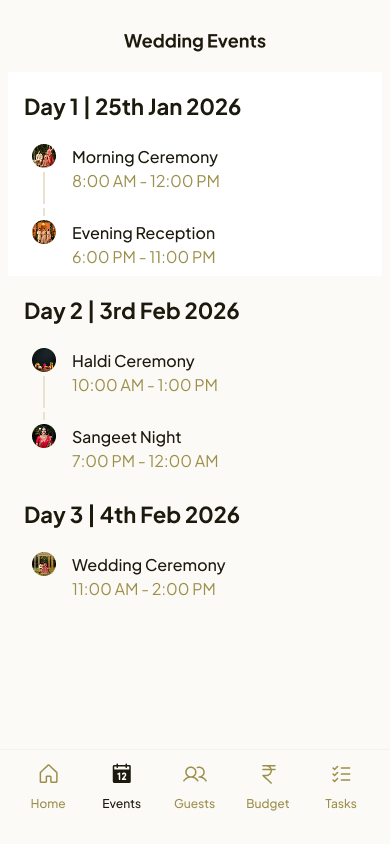 Wedding Events
Day 1 | 25th Jan 2026
Morning Ceremony
8:00 AM - 12:00 PM
Evening Reception
6:00 PM - 11:00 PM
Day 2 | 3rd Feb 2026
Haldi Ceremony
10:00 AM - 1:00 PM
Sangeet Night
7:00 PM - 12:00 AM
Day 3 | 4th Feb 2026
Wedding Ceremony
11:00 AM - 2:00 PM
12
₹
Home Events Guests Budget Tasks